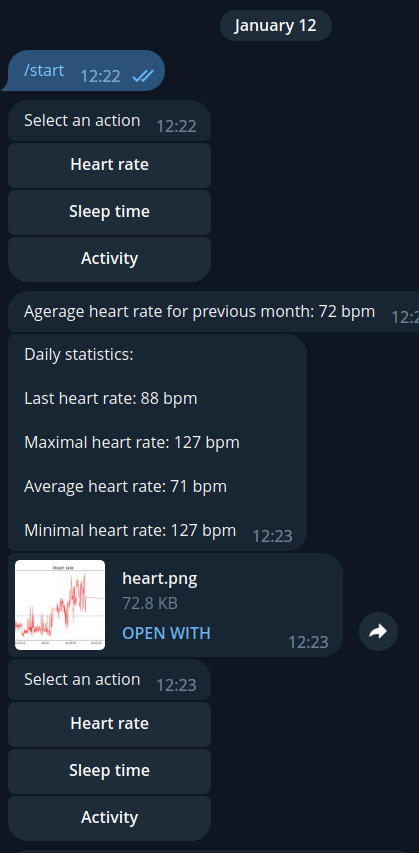 January 12
/start 12:22
Select an action 12:22
Heart rate
Sleep time
Activity
Agerage heart rate for previous month: 72 bpm
Daily statistics:
Last heart rate: 88 bpm
Maximal heart rate: 127 bpm
Average heart rate: 71 bpm
Minimal heart rate: 127 bpm 12:23
Heart rate
heart.png
72.8 KB
OPEN WITH 12:23
Select an action 12:23
Heart rate
Sleep time
Activity